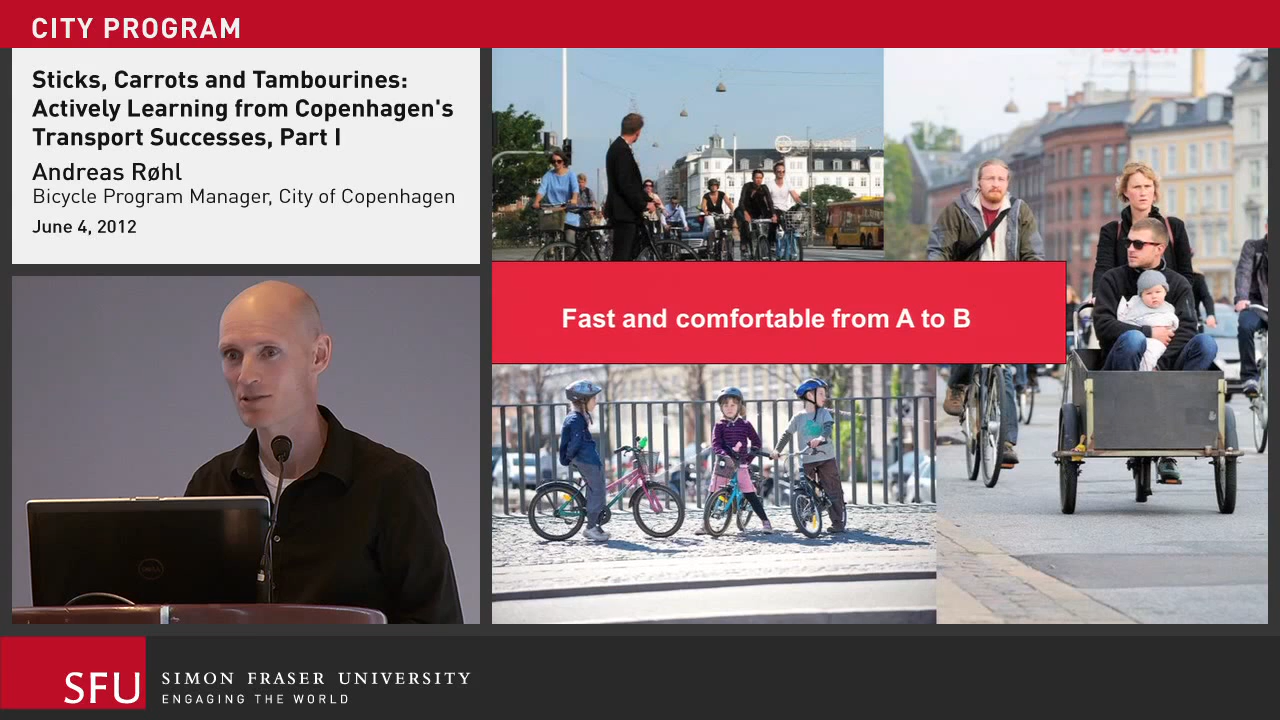 CITY PROGRAM
Sticks, Carrots and Tambourines:
Actively Learning from Copenhagen's
Transport Successes, Part I
Andreas Røhl
Bicycle Program Manager, City of Copenhagen
June 4, 2012
Fast and comfortable from A to B
DELL
SFU
SIMON FRASER UNIVERSITY
ENGAGING THE WORLD